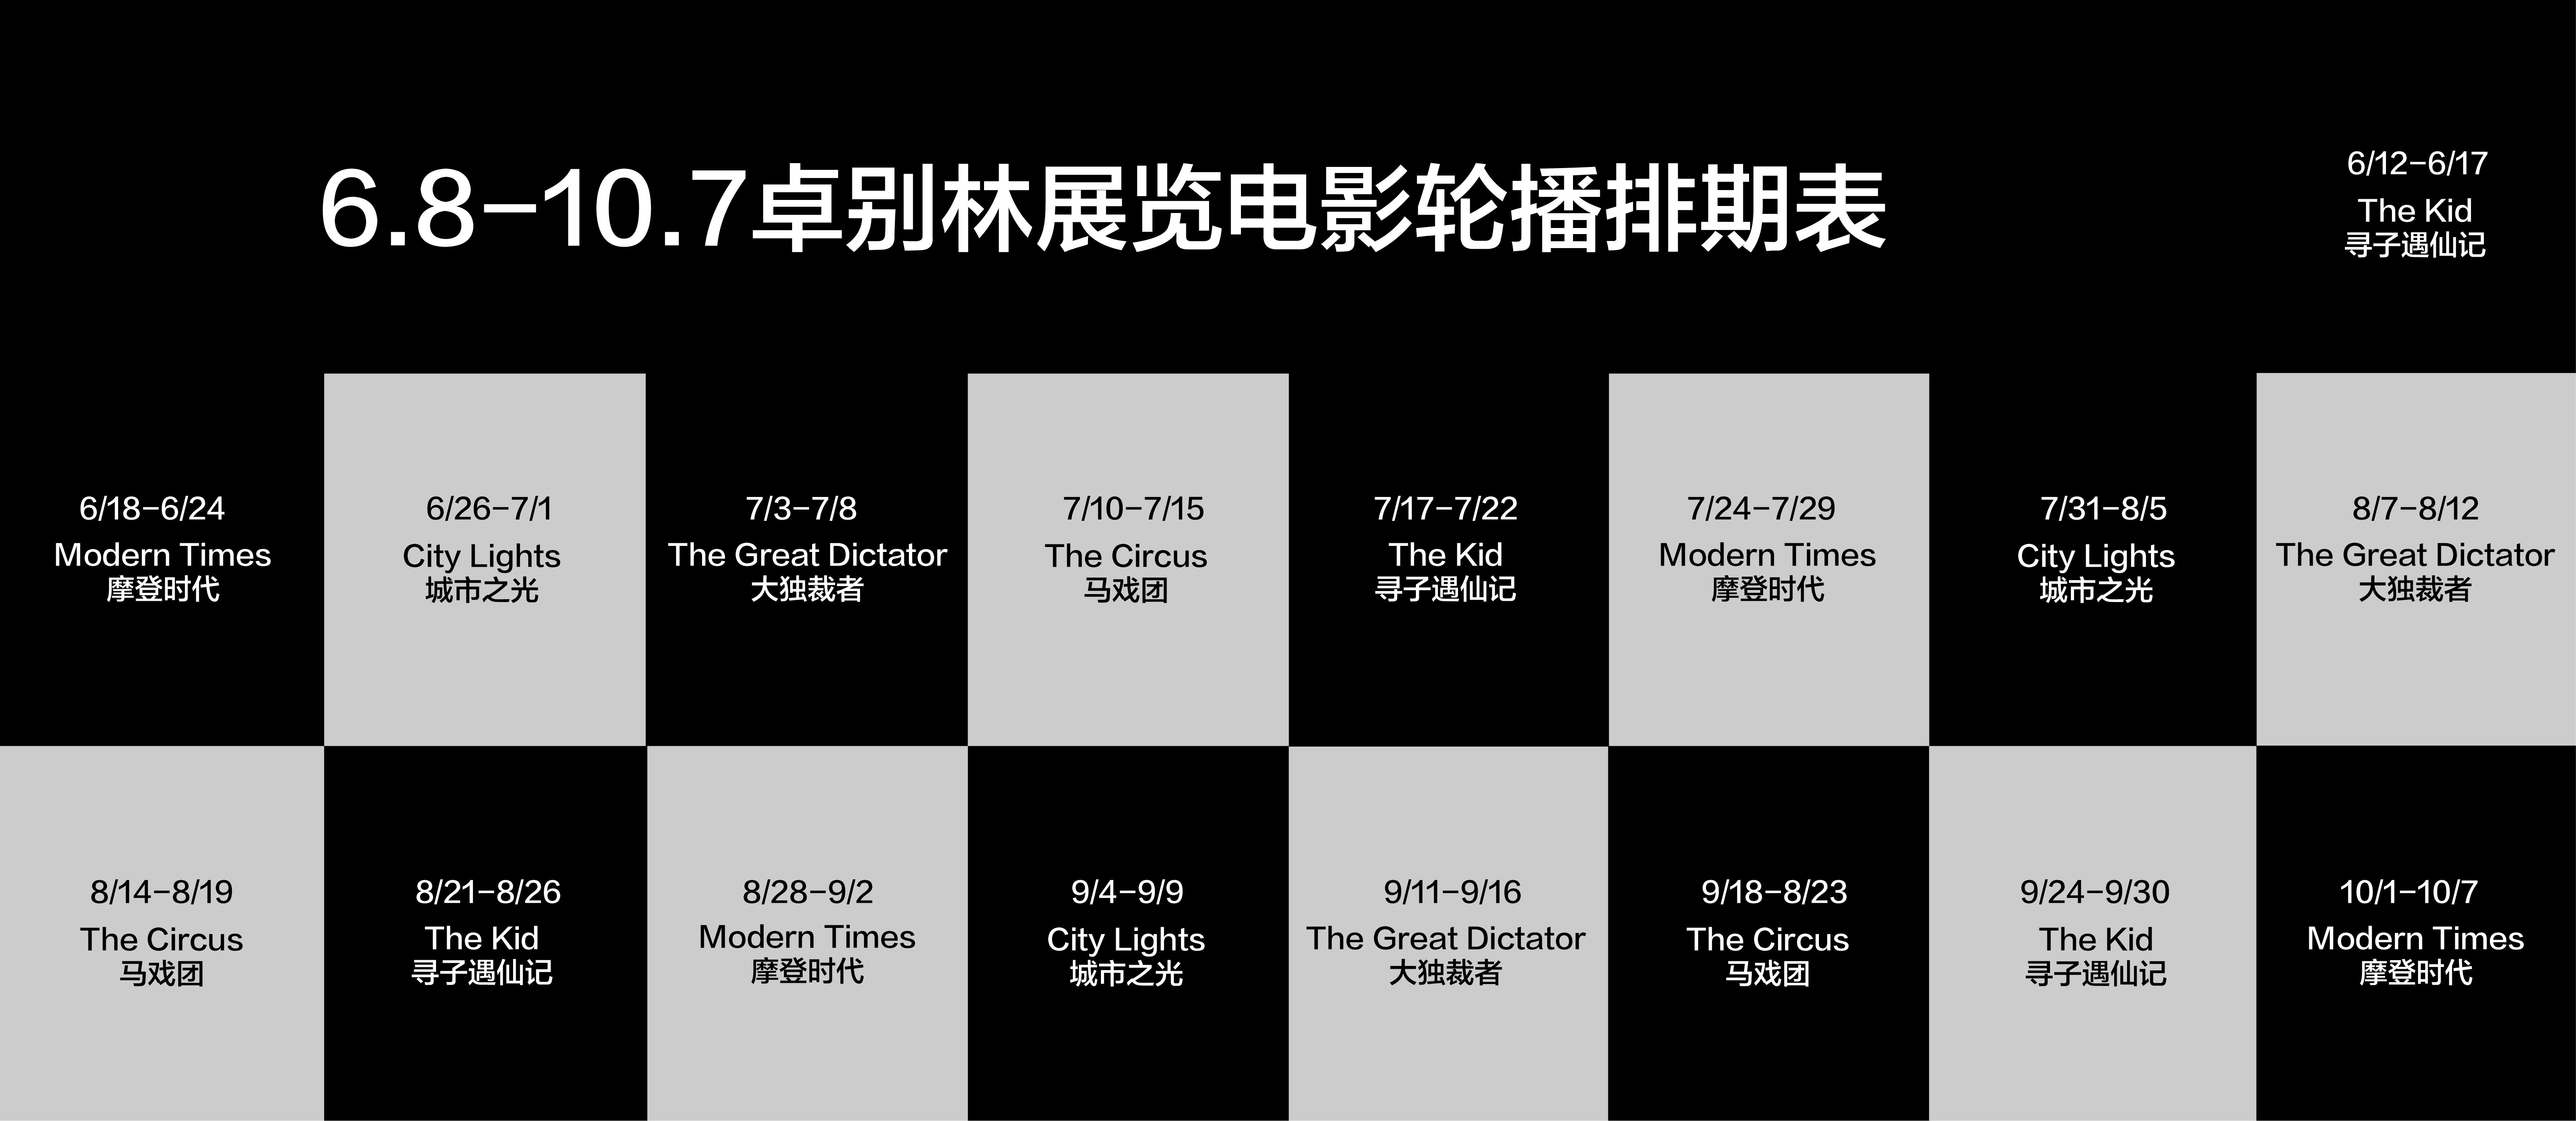 6.8-10.7卓别林展览电影轮播排期表
6/12-6/17
The Kid
寻子遇仙记
6/18-6/24
Modern Times
摩登时代
6/26-7/1
City Lights
城市之光
7/3-7/8
The Great Dictator
大独裁者
7/10-7/15
The Circus
马戏团
7/17-7/22
The Kid
寻子遇仙记
7/24-7/29
Modern Times
摩登时代
7/31-8/5
City Lights
城市之光
8/7-8/12
The Great Dictator
大独裁者
8/14-8/19
The Circus
马戏团
8/21-8/26
The Kid
寻子遇仙记
8/28-9/2
Modern Times
摩登时代
9/4-9/9
City Lights
城市之光
9/11-9/16
The Great Dictator
大独裁者
9/18-8/23
The Circus
马戏团
9/24-9/30
The Kid
寻子遇仙记
10/1-10/7
Modern Times
摩登时代